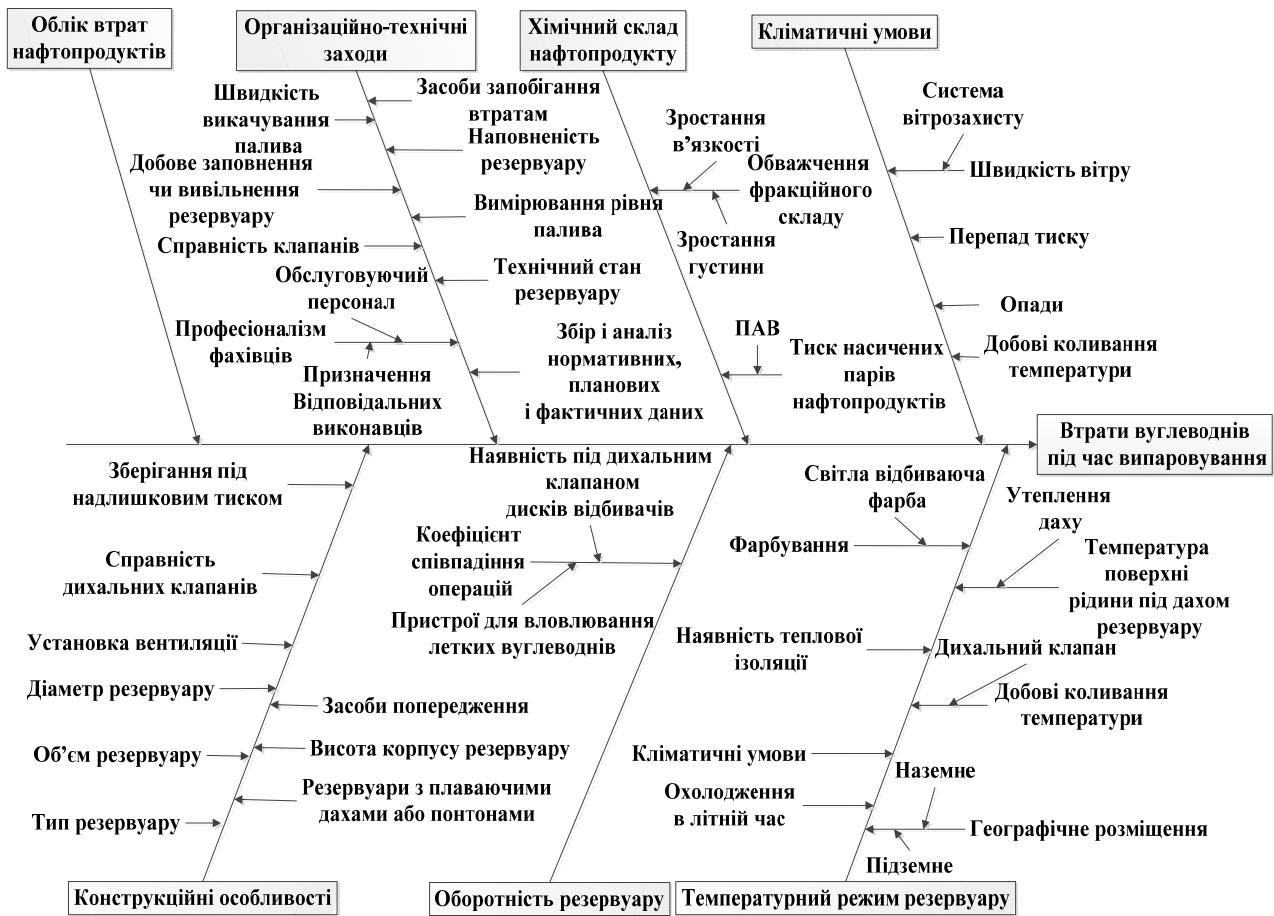 Облік втрат
нафтопродуктів
Організаційно-технічні
заходи
Хімічний склад
нафтопродукту
Кліматичні умови
Засоби запобігання
втратам
Швидкість
викачування
палива
Наповненість
резервуару
Добове заповнення
чи вивільнення
резервуару
Вимірювання рівня
палива
Справність клапанів
Технічний стан
резервуару
Обслуговуючий
персонал
Професіоналізм
фахівців
Призначення
Відповідальних
виконавців
Збір і аналіз
нормативних,
планових
і фактичних даних
Зростання
в’язкості
Обважчення
фракційного
складу
Зростання
густини
ПАВ
Тиск насичених
парів
нафтопродуктів
Система
вітрозахисту
Швидкість вітру
Перепад тиску
Опади
Добові коливання
температури
Втрати вуглеводнів
під час випаровування
Зберігання під
надлишковим тиском
Справність
дихальних клапанів
Установка вентиляції
Діаметр резервуару
Засоби попередження
Об’єм резервуару
Висота корпусу резервуару
Резервуари з плаваючими
дахами або понтонами
Тип резервуару
Конструкційні особливості
Наявність під дихальним
клапаном
дисків відбивачів
Коефіцієнт
співпадіння
операцій
Пристрої для вловлювання
летких вуглеводнів
Оборотність резервуару
Світла відбиваюча
фарба
Фарбування
Утеплення
даху
Температура
поверхні
рідини під дахом
резервуару
Наявність теплової
ізоляції
Дихальний клапан
Добові коливання
температури
Кліматичні умови
Наземне
Охолодження
в літній час
Географічне розміщення
Підземне
Температурний режим резервуару